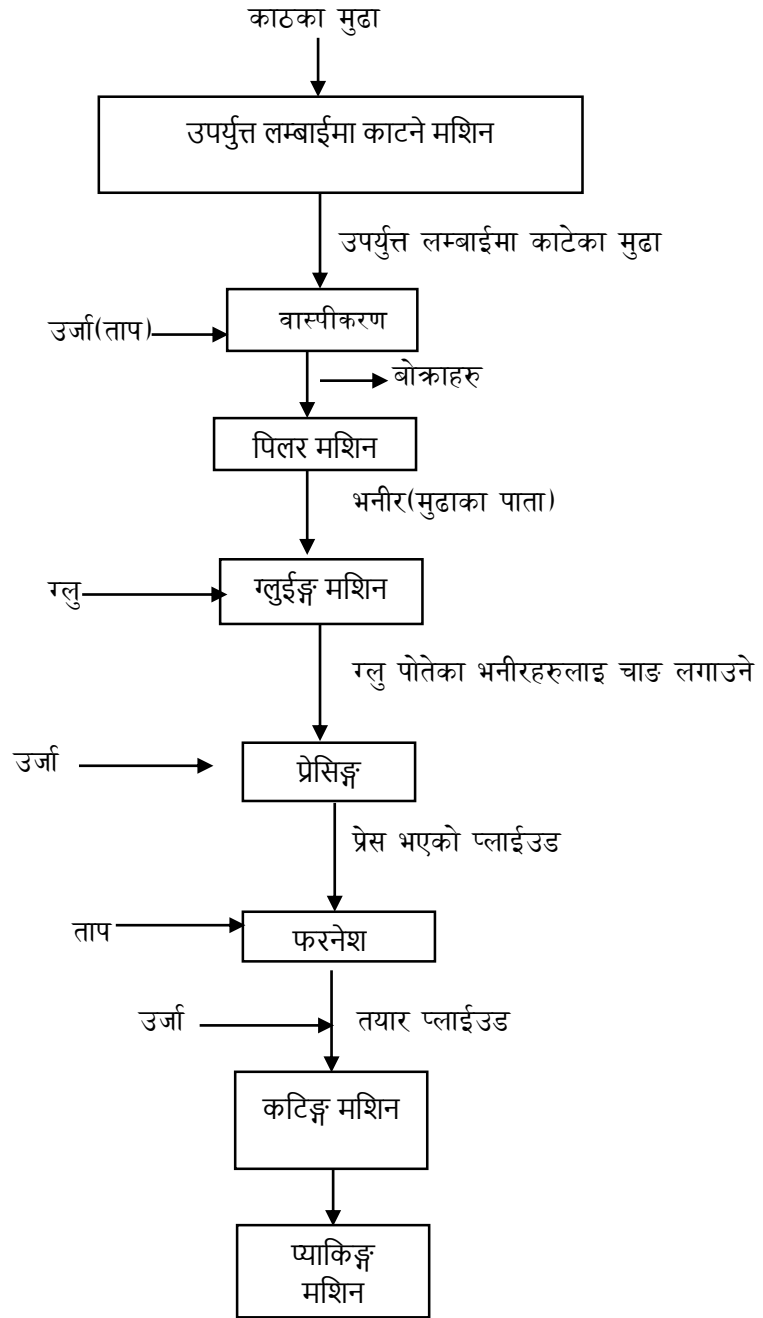 काठका मुढा
उपर्युत्त लम्बाईमा काटने मशिन
उपर्युत्त लम्बाईमा काटेका मुढा
वास्पीकरण
उर्जा(ताप)
बोक्राहरु
पिलर मशिन
भनीर(मुढाका पाता)
ग्लुईङ्ग मशिन
ग्लु
ग्लु पोतेका भनीरहरुलाइ चाङ लगाउने
उर्जा
प्रेसिङ्ग
प्रेस भएको प्लाईउड
ताप
फरनेश
उर्जा
तयार प्लाईउड
कटिङ्ग मशिन
प्याकिङ्ग
मशिन